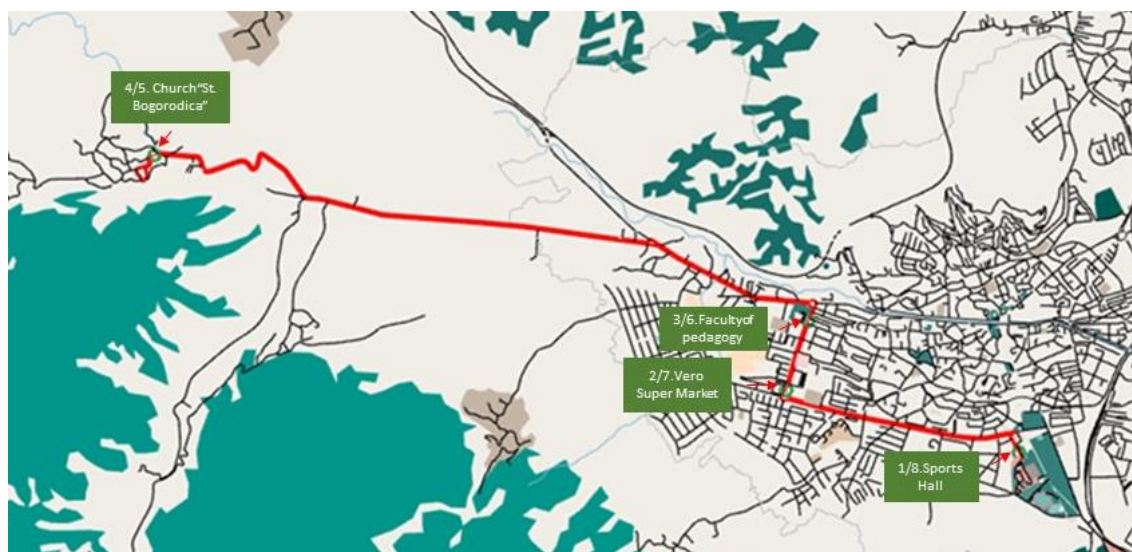 4/5. Church"St.
Bogorodica"
3/6.Facultyof
pedagogy
2/7.Vero
Super Market
1/8.Sports
Hall